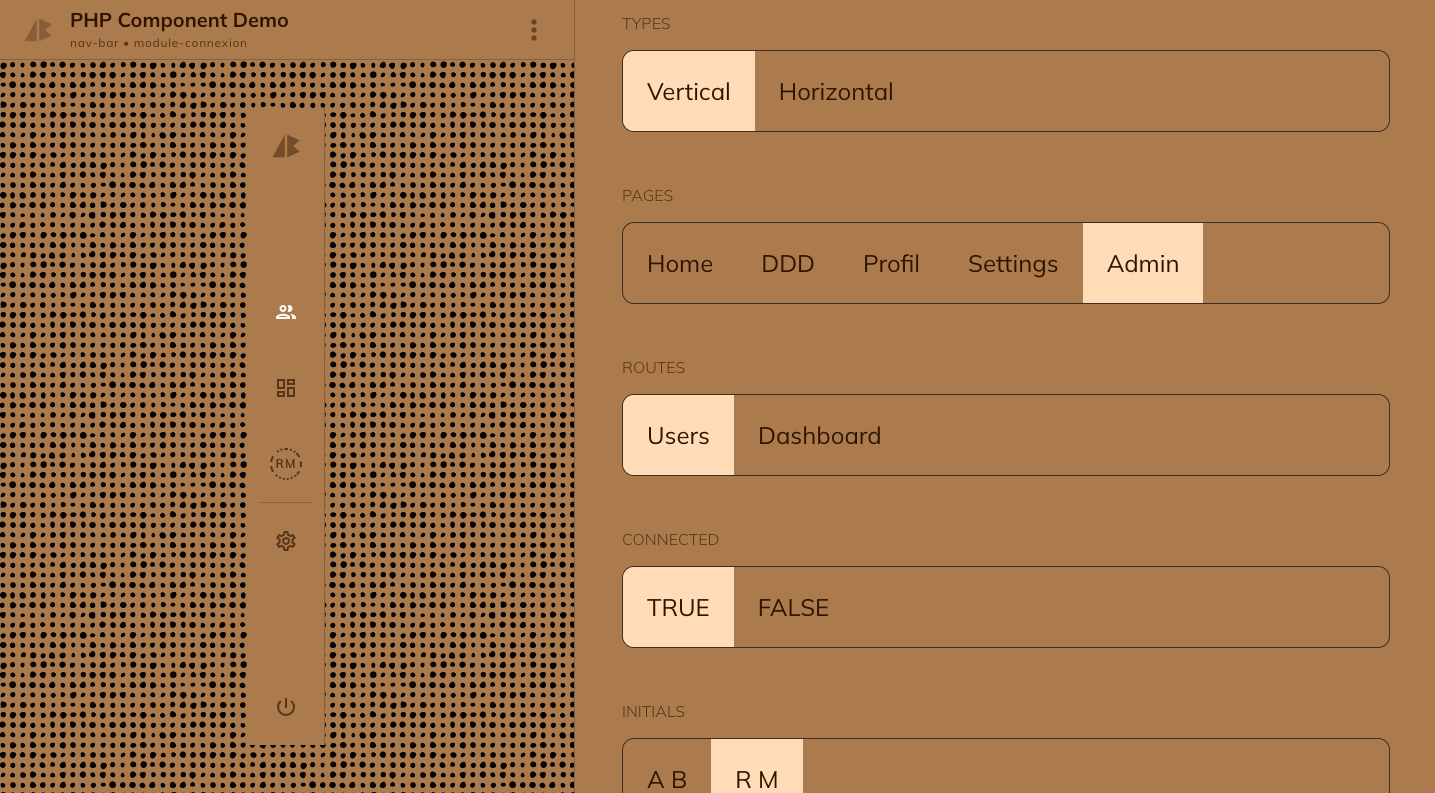 PHP Component Demo
nav-bar • module-connexion
RM
TYPES
Vertical Horizontal
PAGES
Home DDD Profil Settings Admin
ROUTES
Users Dashboard
CONNECTED
TRUE FALSE
INITIALS
A B R M